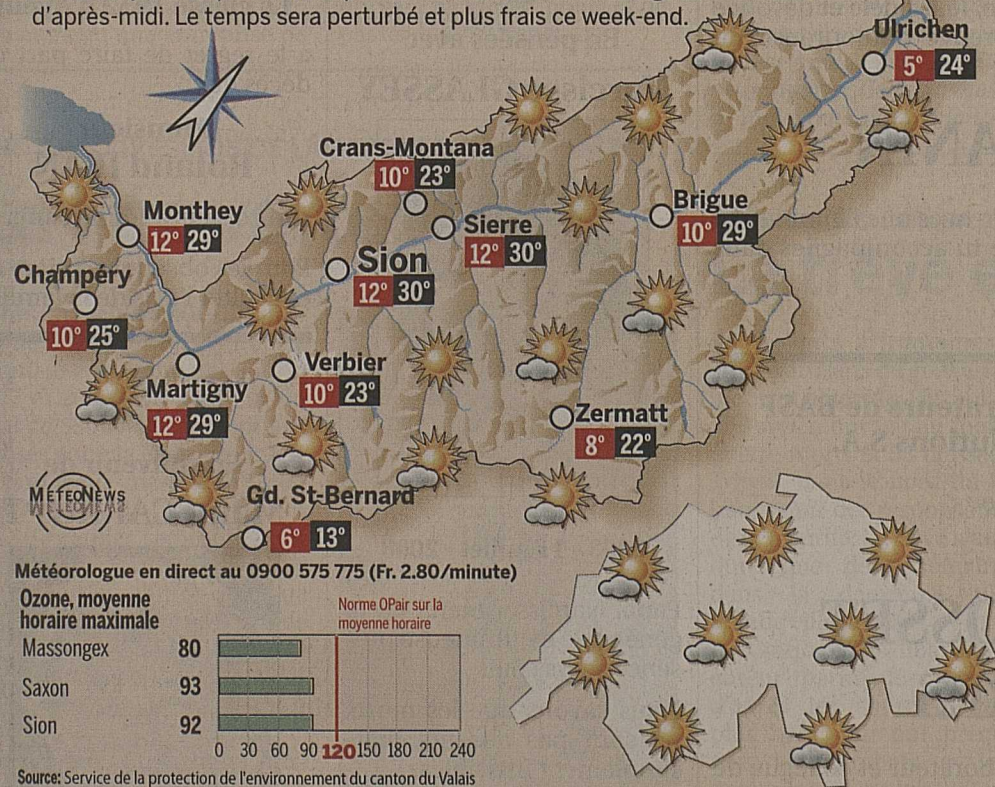 d'après-midi. Le temps sera perturbé et plus frais ce week-end.
Ulrichen
5° 24°
Crans-Montana
10° 23°
Monthey
12° 29°
Sierre
12° 30°
Brigue
10° 29°
Champéry
10° 25°
Sion
12° 30°
Martigny
12° 29°
Verbier
10° 23°
Zermatt
8° 22°
METEONEWS
Gd. St-Bernard
6° 13°
Météorologue en direct au 0900 575 775 (Fr. 2.80/minute)
Ozone, moyenne
horaire maximale
Norme OPair sur la
moyenne horaire
Massongex 80
Saxon 93
Sion 92
0 30 60 90 120 150 180 210 240
Source: Service de la protection de l'environnement du canton du Valais